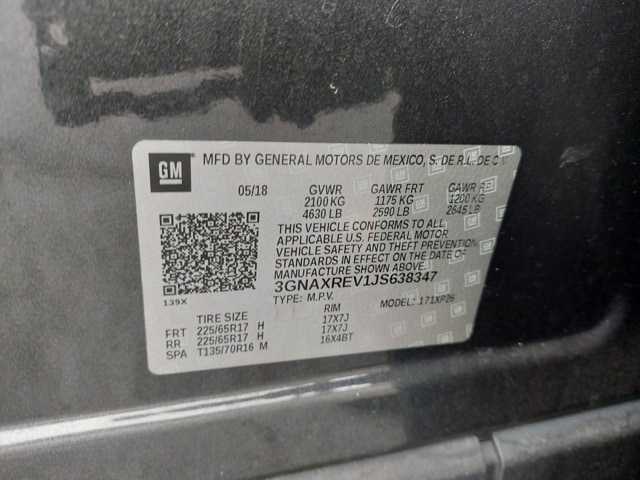 GM MFD BY GENERAL MOTORS DE MEXICO, S. DE R.L. DE C
05/18 GVWR GAWR FRT GAWR R
2100 KG 1175 KG 1200 KG
4630 LB 2590 LB 2645 LB
THIS VEHICLE CONFORMS TO ALL
APPLICABLE U.S. FEDERAL MOTOR
VEHICLE SAFETY AND THEFT PREVENTION
STANDARDS IN EFFECT ON THE DATE OF
MANUFACTURE SHOWN ABOVE.
139X 3GNAXREV1JS638347
TYPE: M.P.V. MODEL: 171XP26
TIRE SIZE RIM
FRT 225/65R17 H 17X7J
RR 225/65R17 H 17X7J
SPA T135/70R16 M 16X4BT